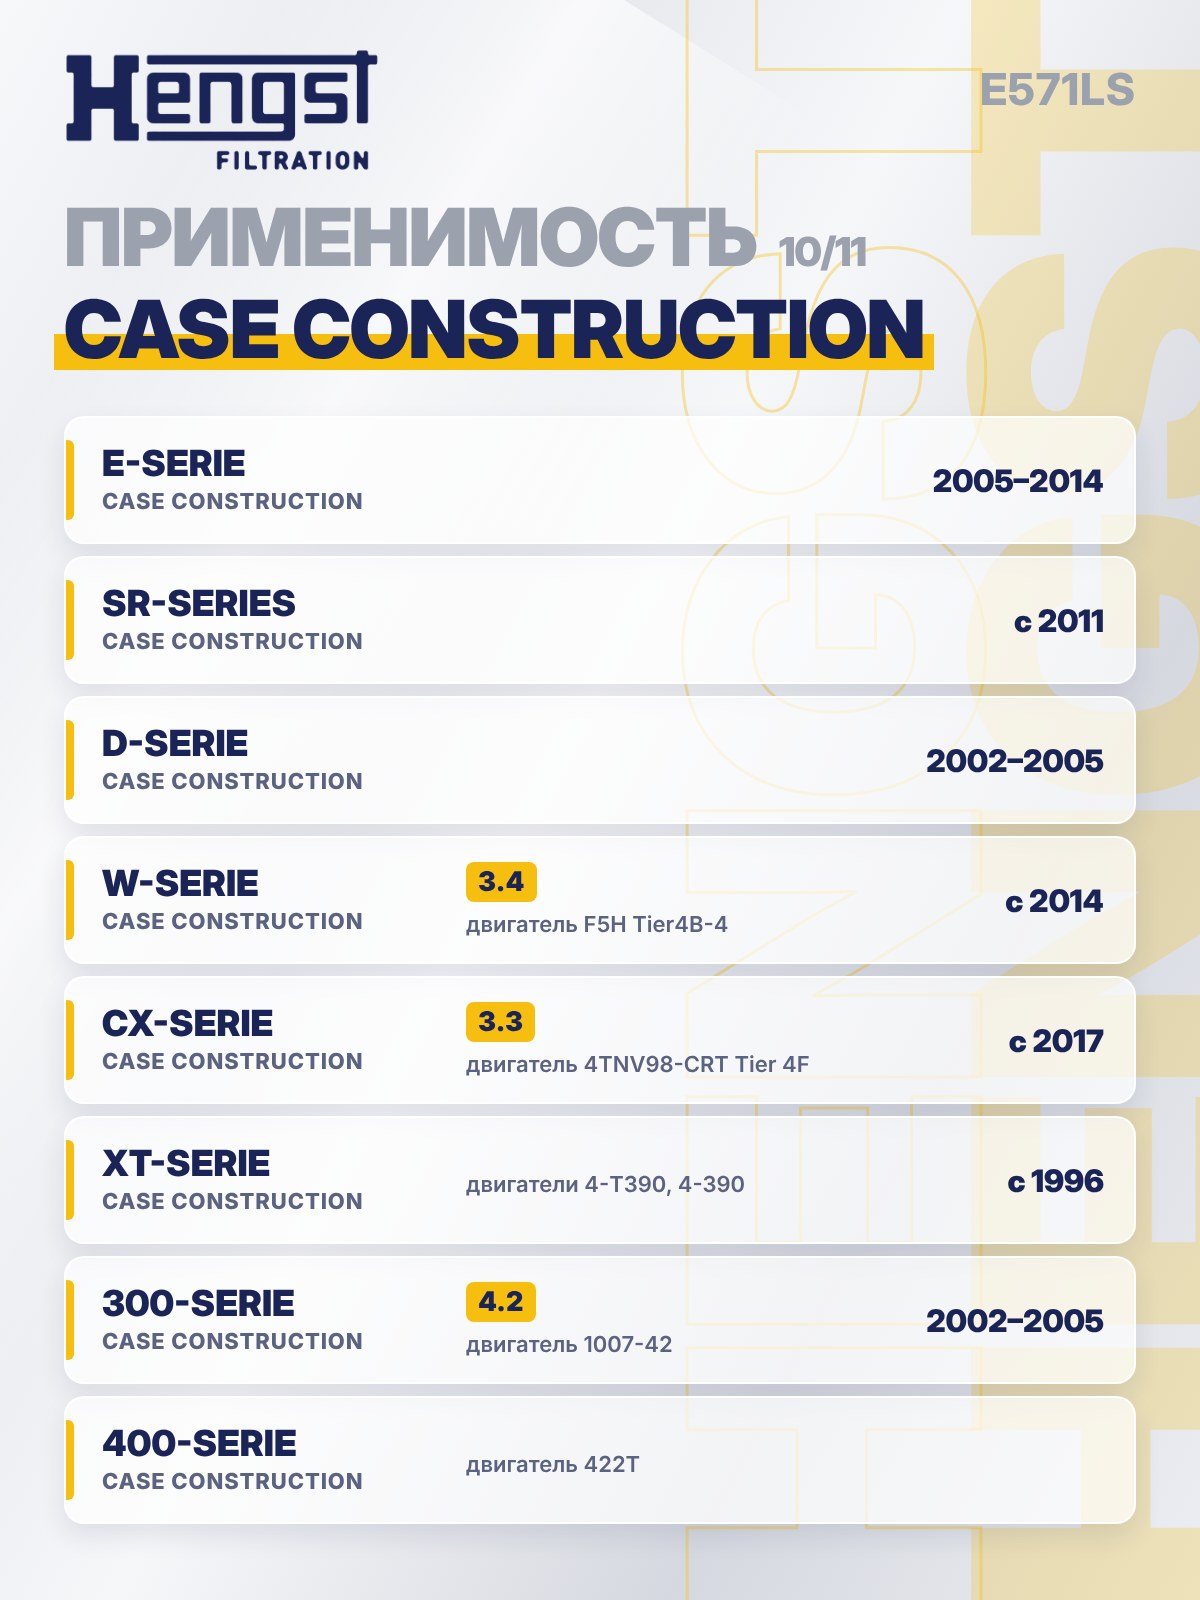 Hengst
FILTRATION
E571LS
ПРИМЕНИМОСТЬ 10/11
CASE CONSTRUCTION
E-SERIE
CASE CONSTRUCTION
2005–2014
SR-SERIES
CASE CONSTRUCTION
с 2011
D-SERIE
CASE CONSTRUCTION
2002–2005
W-SERIE
CASE CONSTRUCTION
3.4
двигатель F5H Tier4B-4
с 2014
CX-SERIE
CASE CONSTRUCTION
3.3
двигатель 4TNV98-CRT Tier 4F
с 2017
XT-SERIE
CASE CONSTRUCTION
двигатели 4-T390, 4-390
с 1996
300-SERIE
CASE CONSTRUCTION
4.2
двигатель 1007-42
2002–2005
400-SERIE
CASE CONSTRUCTION
двигатель 422T
HENGST
HENGST